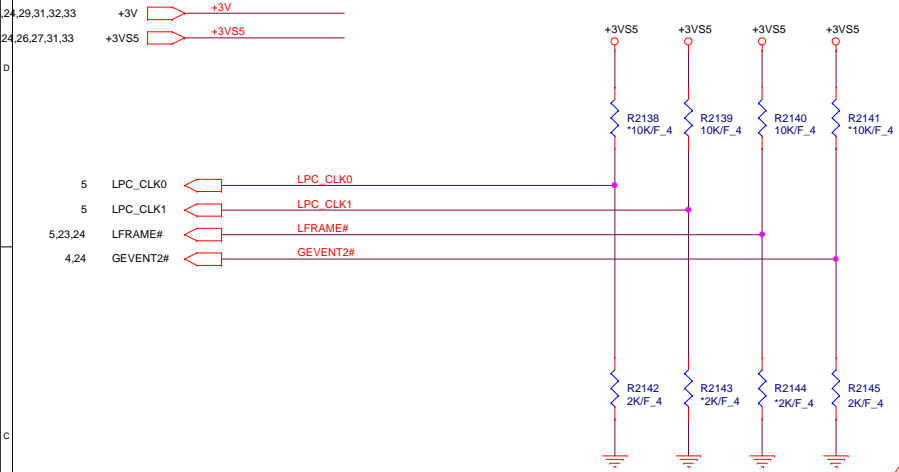 ,24,29,31,32,33 +3V +3V
24,26,27,31,33 +3VS5 +3VS5
+3VS5 +3VS5 +3VS5 +3VS5
D
R2138 R2139 R2140 R2141
*10K/F_4 10K/F_4 10K/F_4 *10K/F_4
5 LPC_CLK0 LPC_CLK0
5 LPC_CLK1 LPC_CLK1
5,23,24 LFRAME# LFRAME#
4,24 GEVENT2# GEVENT2#
R2142 R2143 R2144 R2145
2K/F_4 *2K/F_4 *2K/F_4 2K/F_4
C